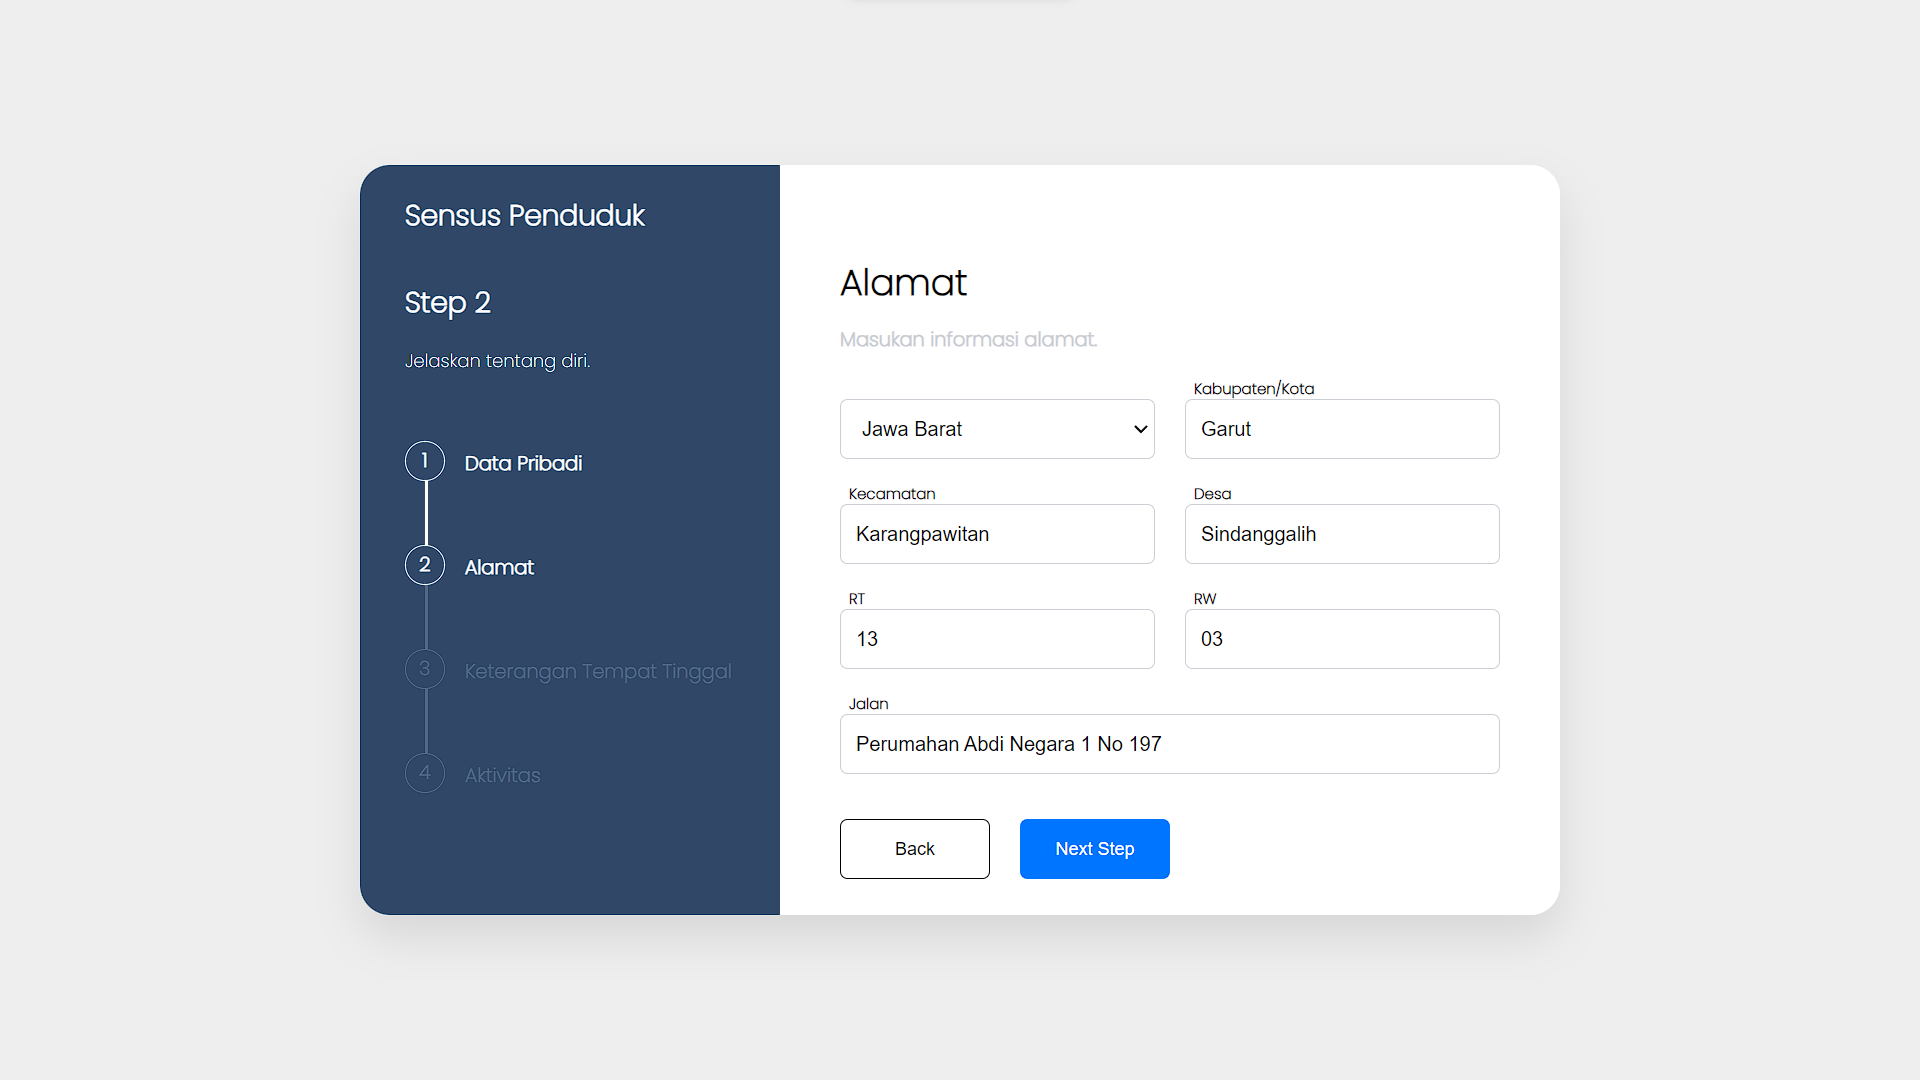 Sensus Penduduk
Step 2
Jelaskan tentang diri.
1 Data Pribadi
2 Alamat
3 Keterangan Tempat Tinggal
4 Aktivitas
Alamat
Masukan informasi alamat.
Jawa Barat
Kabupaten/Kota
Garut
Kecamatan
Karangpawitan
Desa
Sindanggalih
RT
13
RW
03
Jalan
Perumahan Abdi Negara 1 No 197
Back
Next Step